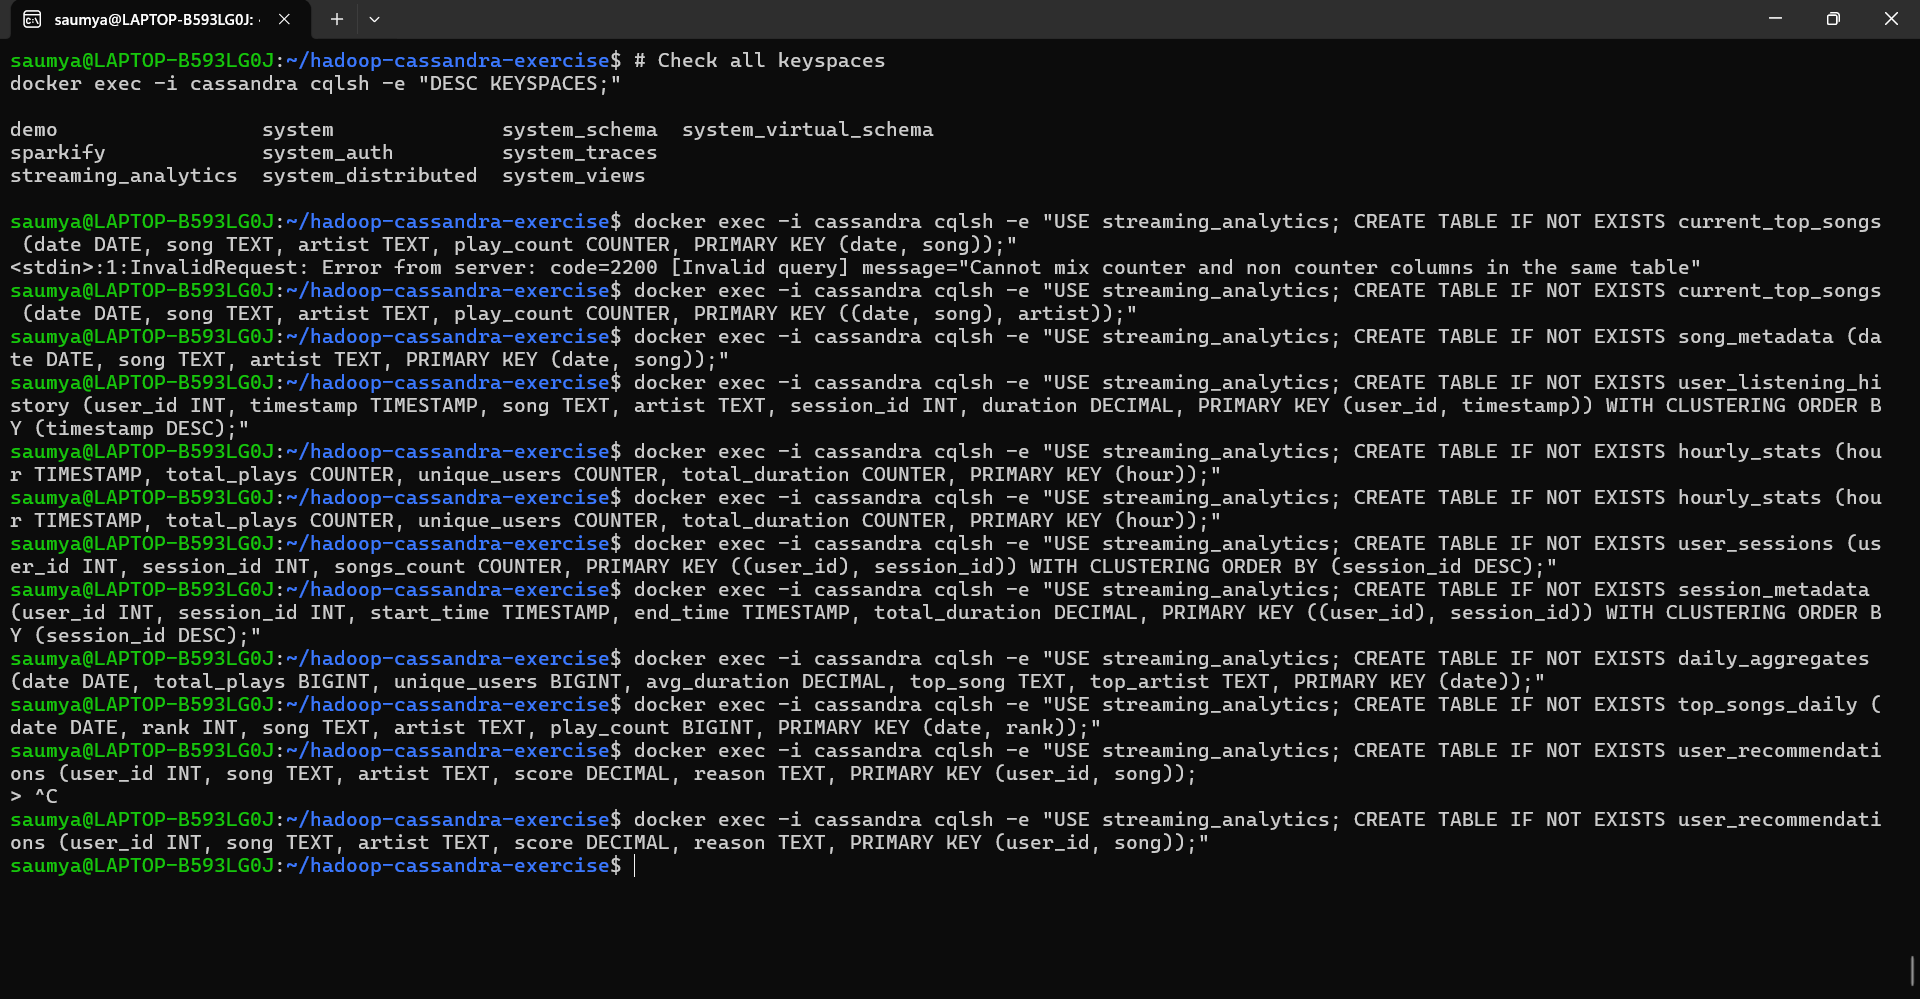 saumya@LAPTOP-B593LG0J: ·
saumya@LAPTOP-B593LG0J:~/hadoop-cassandra-exercise$ # Check all keyspaces
docker exec -i cassandra cqlsh -e "DESC KEYSPACES;"
demo                 system              system_schema  system_virtual_schema
sparkify             system_auth         system_traces
streaming_analytics  system_distributed  system_views
saumya@LAPTOP-B593LG0J:~/hadoop-cassandra-exercise$ docker exec -i cassandra cqlsh -e "USE streaming_analytics; CREATE TABLE IF NOT EXISTS current_top_songs
 (date DATE, song TEXT, artist TEXT, play_count COUNTER, PRIMARY KEY (date, song));"
<stdin>:1:InvalidRequest: Error from server: code=2200 [Invalid query] message="Cannot mix counter and non counter columns in the same table"
saumya@LAPTOP-B593LG0J:~/hadoop-cassandra-exercise$ docker exec -i cassandra cqlsh -e "USE streaming_analytics; CREATE TABLE IF NOT EXISTS current_top_songs
 (date DATE, song TEXT, artist TEXT, play_count COUNTER, PRIMARY KEY ((date, song), artist));"
saumya@LAPTOP-B593LG0J:~/hadoop-cassandra-exercise$ docker exec -i cassandra cqlsh -e "USE streaming_analytics; CREATE TABLE IF NOT EXISTS song_metadata (da
te DATE, song TEXT, artist TEXT, PRIMARY KEY (date, song));"
saumya@LAPTOP-B593LG0J:~/hadoop-cassandra-exercise$ docker exec -i cassandra cqlsh -e "USE streaming_analytics; CREATE TABLE IF NOT EXISTS user_listening_hi
story (user_id INT, timestamp TIMESTAMP, song TEXT, artist TEXT, session_id INT, duration DECIMAL, PRIMARY KEY (user_id, timestamp)) WITH CLUSTERING ORDER B
Y (timestamp DESC);"
saumya@LAPTOP-B593LG0J:~/hadoop-cassandra-exercise$ docker exec -i cassandra cqlsh -e "USE streaming_analytics; CREATE TABLE IF NOT EXISTS hourly_stats (hou
r TIMESTAMP, total_plays COUNTER, unique_users COUNTER, total_duration COUNTER, PRIMARY KEY (hour));"
saumya@LAPTOP-B593LG0J:~/hadoop-cassandra-exercise$ docker exec -i cassandra cqlsh -e "USE streaming_analytics; CREATE TABLE IF NOT EXISTS hourly_stats (hou
r TIMESTAMP, total_plays COUNTER, unique_users COUNTER, total_duration COUNTER, PRIMARY KEY (hour));"
saumya@LAPTOP-B593LG0J:~/hadoop-cassandra-exercise$ docker exec -i cassandra cqlsh -e "USE streaming_analytics; CREATE TABLE IF NOT EXISTS user_sessions (us
er_id INT, session_id INT, songs_count COUNTER, PRIMARY KEY ((user_id), session_id)) WITH CLUSTERING ORDER BY (session_id DESC);"
saumya@LAPTOP-B593LG0J:~/hadoop-cassandra-exercise$ docker exec -i cassandra cqlsh -e "USE streaming_analytics; CREATE TABLE IF NOT EXISTS session_metadata
(user_id INT, session_id INT, start_time TIMESTAMP, end_time TIMESTAMP, total_duration DECIMAL, PRIMARY KEY ((user_id), session_id)) WITH CLUSTERING ORDER B
Y (session_id DESC);"
saumya@LAPTOP-B593LG0J:~/hadoop-cassandra-exercise$ docker exec -i cassandra cqlsh -e "USE streaming_analytics; CREATE TABLE IF NOT EXISTS daily_aggregates
(date DATE, total_plays BIGINT, unique_users BIGINT, avg_duration DECIMAL, top_song TEXT, top_artist TEXT, PRIMARY KEY (date));"
saumya@LAPTOP-B593LG0J:~/hadoop-cassandra-exercise$ docker exec -i cassandra cqlsh -e "USE streaming_analytics; CREATE TABLE IF NOT EXISTS top_songs_daily (
date DATE, rank INT, song TEXT, artist TEXT, play_count BIGINT, PRIMARY KEY (date, rank));"
saumya@LAPTOP-B593LG0J:~/hadoop-cassandra-exercise$ docker exec -i cassandra cqlsh -e "USE streaming_analytics; CREATE TABLE IF NOT EXISTS user_recommendati
ons (user_id INT, song TEXT, artist TEXT, score DECIMAL, reason TEXT, PRIMARY KEY (user_id, song));
> ^C
saumya@LAPTOP-B593LG0J:~/hadoop-cassandra-exercise$ docker exec -i cassandra cqlsh -e "USE streaming_analytics; CREATE TABLE IF NOT EXISTS user_recommendati
ons (user_id INT, song TEXT, artist TEXT, score DECIMAL, reason TEXT, PRIMARY KEY (user_id, song));"
saumya@LAPTOP-B593LG0J:~/hadoop-cassandra-exercise$